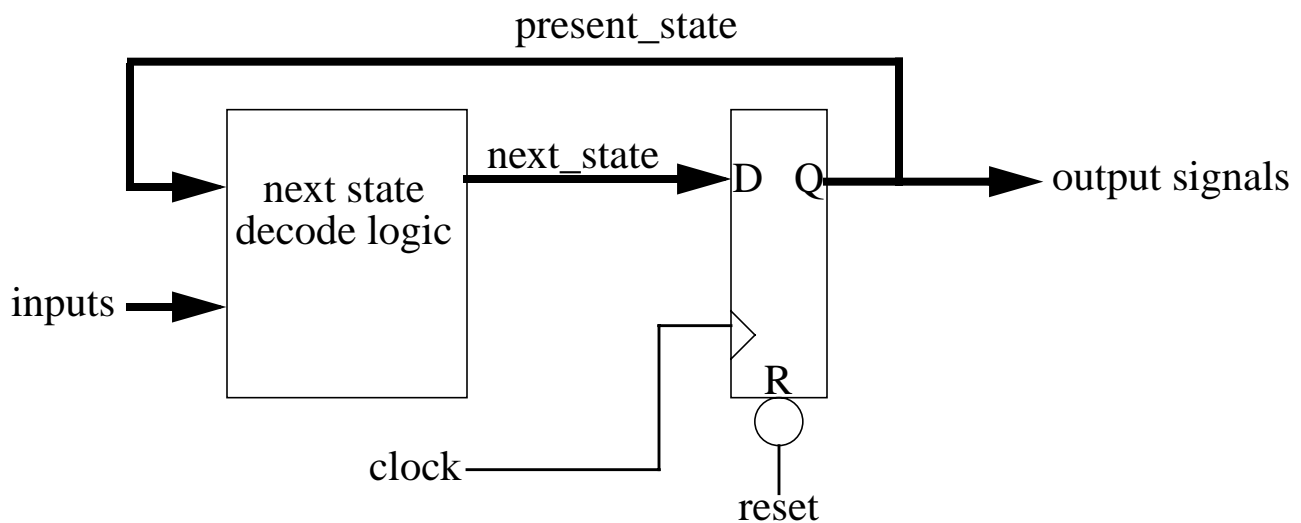 present_state
next_state
D
Q
output signals
next state
decode logic
inputs
R
clock
reset